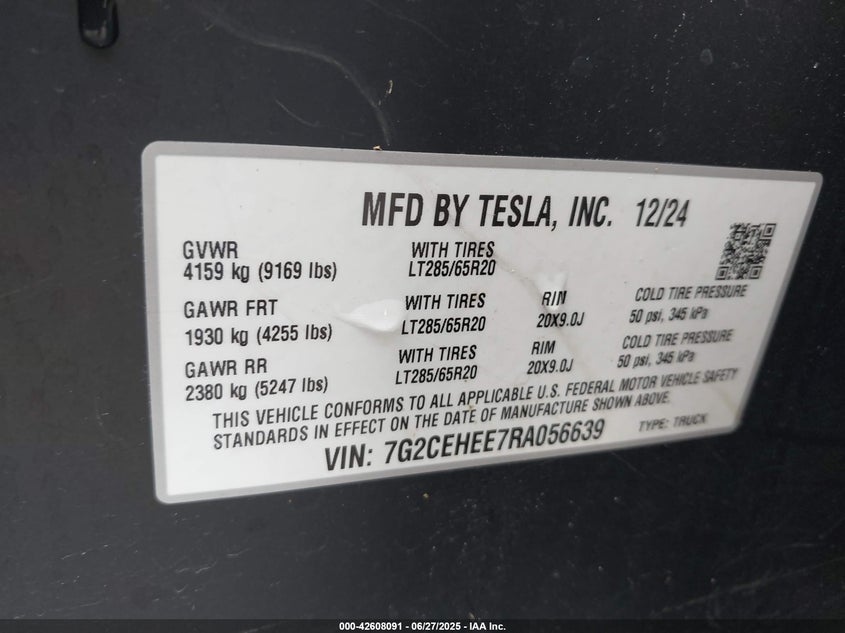 MFD BY TESLA, INC. 12/24
GVWR WITH TIRES
4159 kg (9169 lbs) LT285/65R20
GAWR FRT WITH TIRES RIM COLD TIRE PRESSURE
1930 kg (4255 lbs) LT285/65R20 20X9.0J 50 psi, 345 kPa
GAWR RR WITH TIRES RIM COLD TIRE PRESSURE
2380 kg (5247 lbs) LT285/65R20 20X9.0J 50 psi, 345 kPa
THIS VEHICLE CONFORMS TO ALL APPLICABLE U.S. FEDERAL MOTOR VEHICLE SAFETY
STANDARDS IN EFFECT ON THE DATE OF MANUFACTURE SHOWN ABOVE.
VIN: 7G2CEHEE7RA056639 TYPE: TRUCK
000-42608091 - 06/27/2025 - IAA Inc.